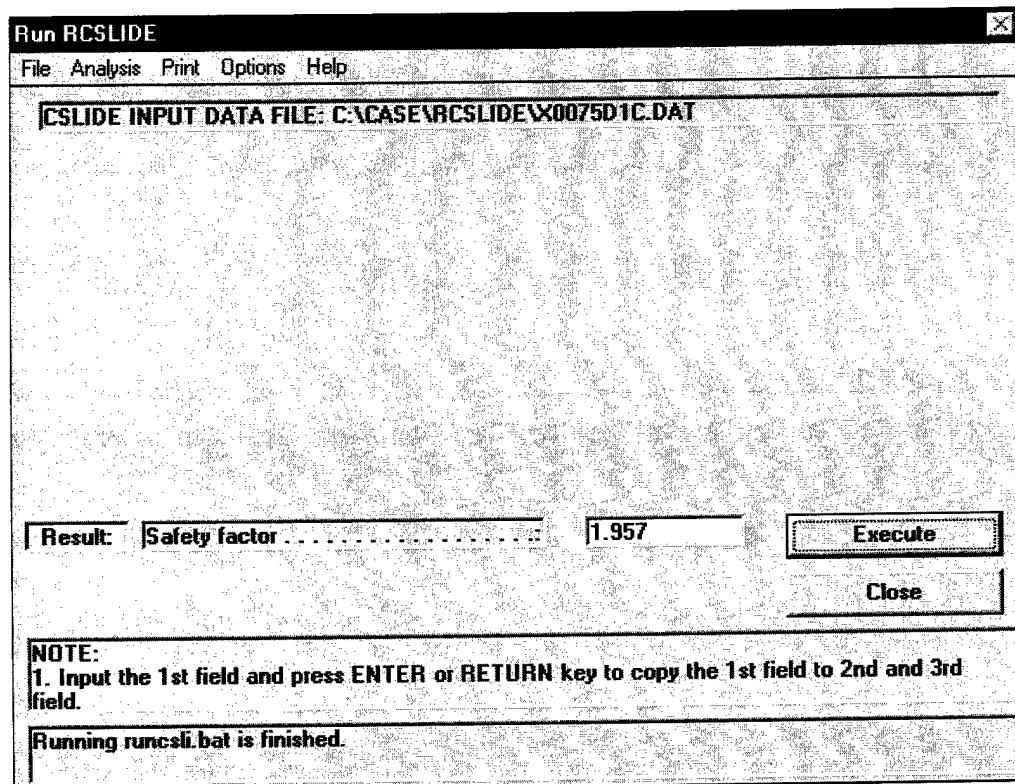 Run RCSLIDE
File Analysis Print Options Help
CSLIDE INPUT DATA FILE: C:\CASE\RCSLIDE\X0075D1C.DAT
Result: Safety factor . . . . . . . . . . . . . . . . . .: 1.957 Execute
Close
NOTE:
1. Input the 1st field and press ENTER or RETURN key to copy the 1st field to 2nd and 3rd
field.
Running runcsli.bat is finished.